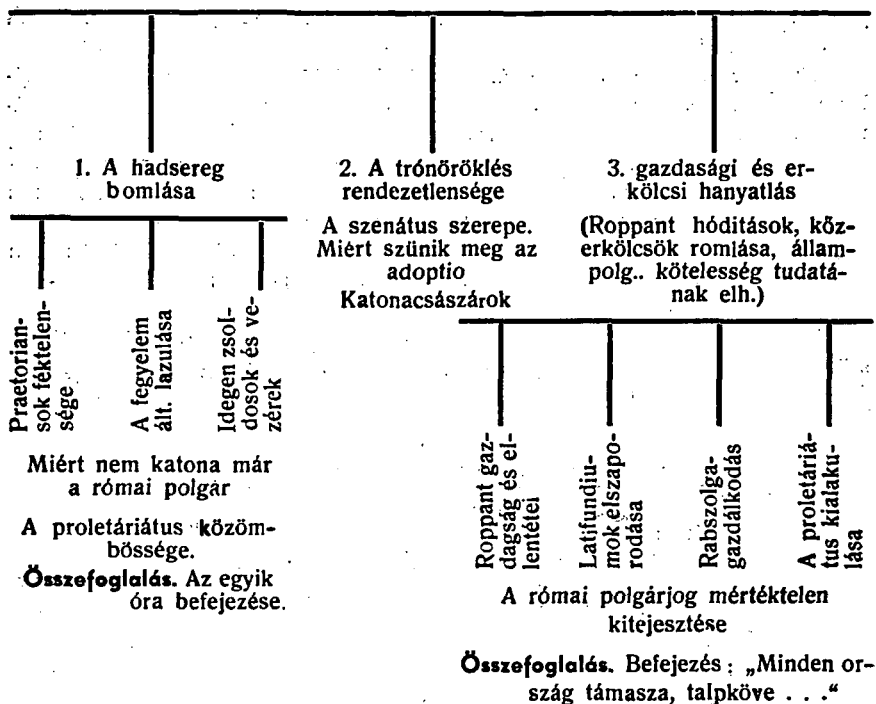 1. A hadsereg
bomlása
Praetorian-
sok féktelen-
sége
A fegyelem
ált. lazulása
Idegen zsol-
dosok és ve-
zérek
Miért nem katona már
a római polgár
A proletáriátus közöm-
bössége.
Összefoglalás. Az egyik
óra befejezése.
2. A trónöröklés
rendezetlensége
A szenátus szerepe.
Miért szünik meg az
adoptio
Katonacsászárok
3. gazdasági és er-
kölcsi hanyatlás
(Roppant hóditások, köz-
erkölcsök romlása, állam-
polg.. kötelesség tudatá-
nak elh.)
Roppant gaz-
dagság és el-
lentétei
Latifundiu-
mok elszapo-
rodása
Rabszolga-
gazdálkodás
A proletáriá-
tus kialaku-
lása
A római polgárjog mértéktelen
kitejesztése
Összefoglalás. Befejezés: „Minden or-
szág támasza, talpköve . . .“